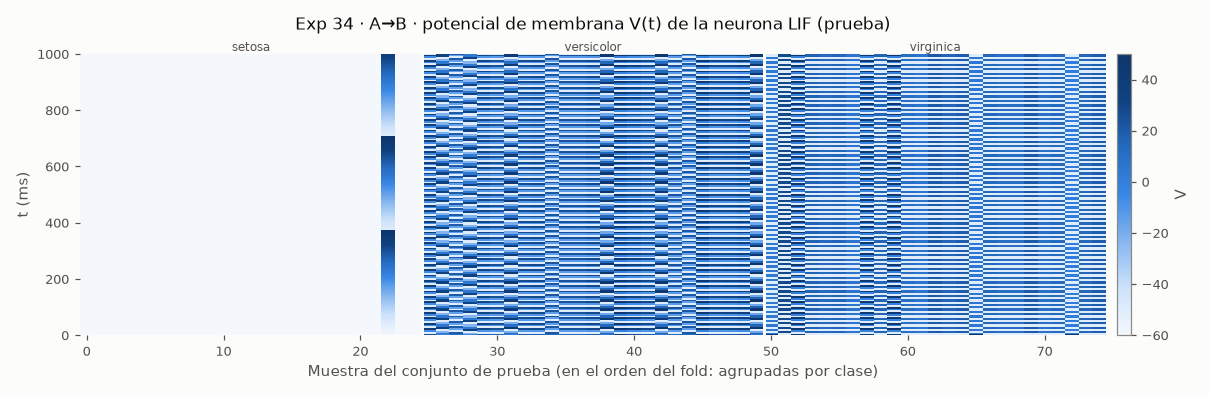 Exp 34 · A→B · potencial de membrana V(t) de la neurona LIF (prueba)
setosa versicolor virginica
1000
800
600
400
200
0
t (ms)
0 10 20 30 40 50 60 70
Muestra del conjunto de prueba (en el orden del fold: agrupadas por clase)
40
20
0
−20
−40
−60
V